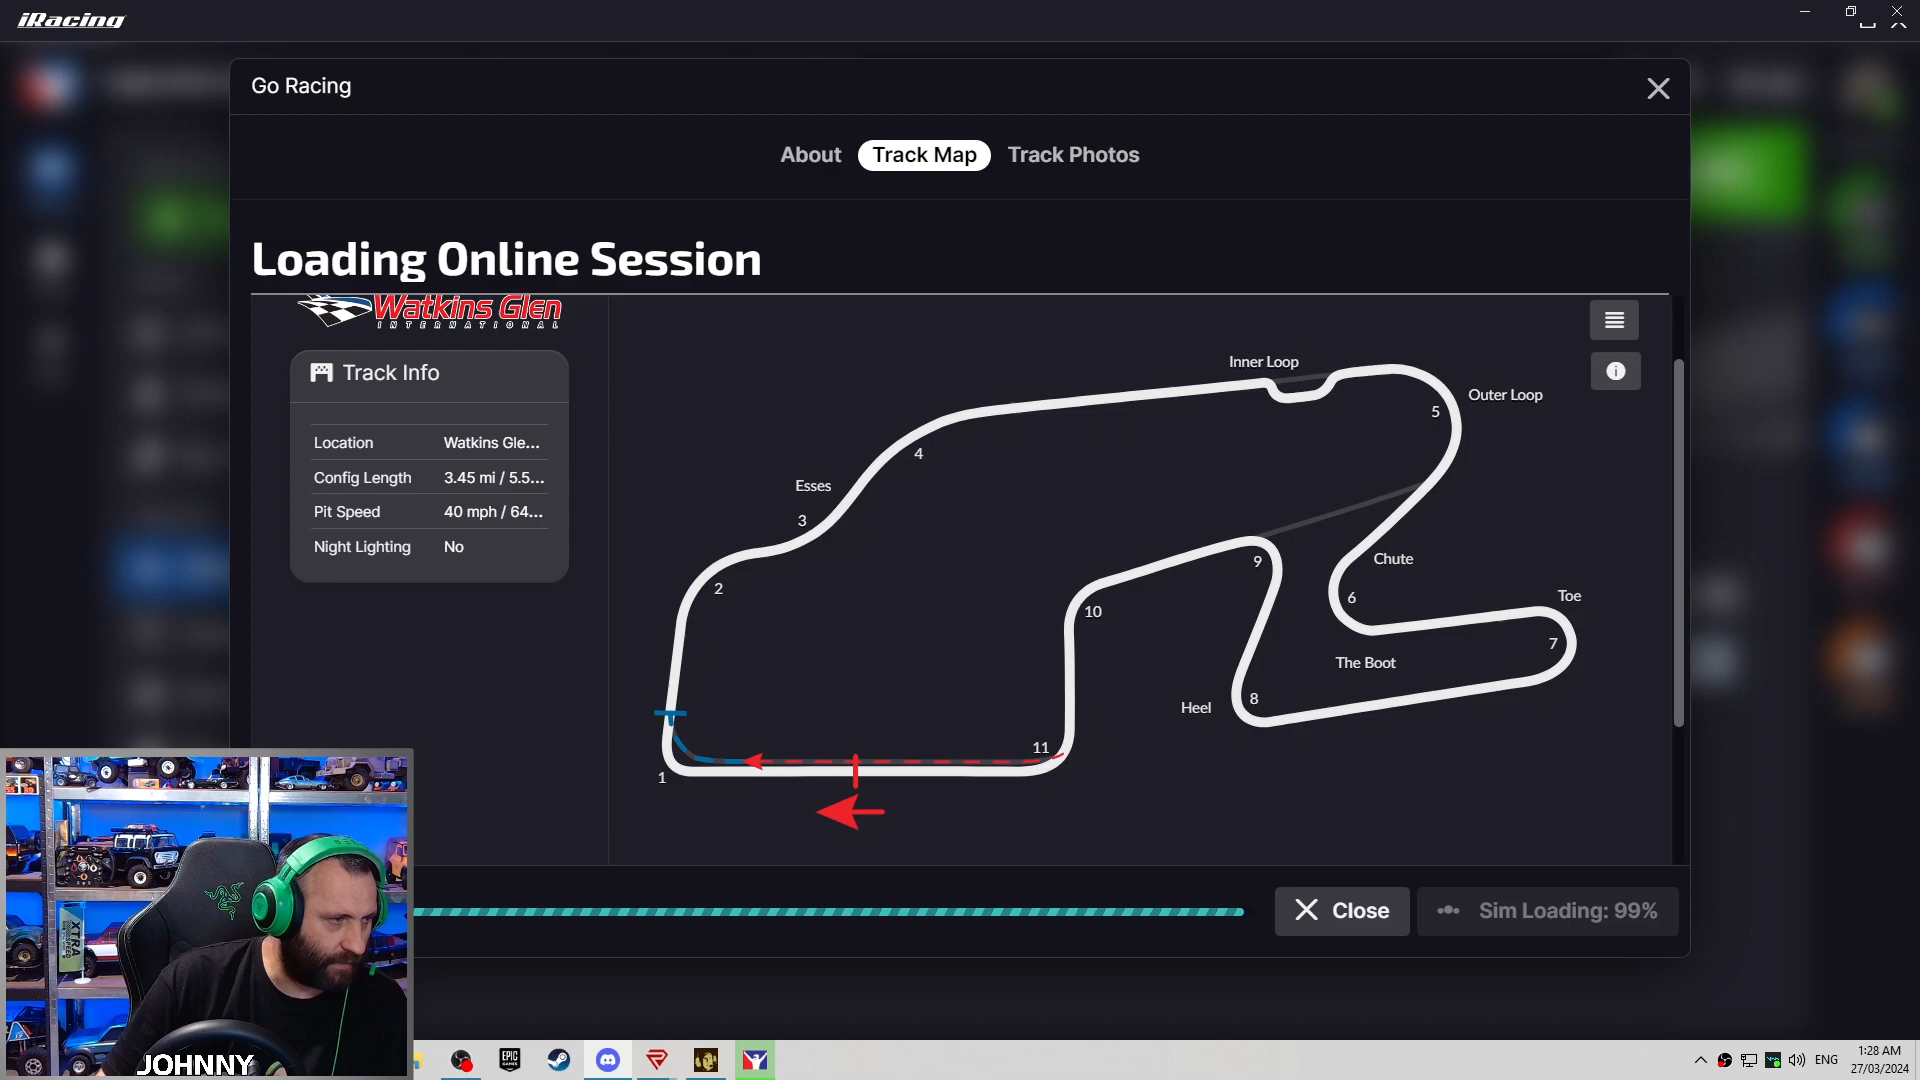 iRacing
Go Racing
About
Track Map
Track Photos
Loading Online Session
Watkins Glen
INTERNATIONAL
Track Info
Location
Watkins Gle...
Config Length
3.45 mi / 5.5...
Pit Speed
40 mph / 64...
Night Lighting
No
Inner Loop
Outer Loop
5
4
Esses
3
Chute
9
2
6
Toe
10
7
The Boot
8
Heel
11
1
Close
Sim Loading: 99%
XTRA
SPEED
JOHNNY
EPIC
GAMES
ENG
1:28 AM
27/03/2024